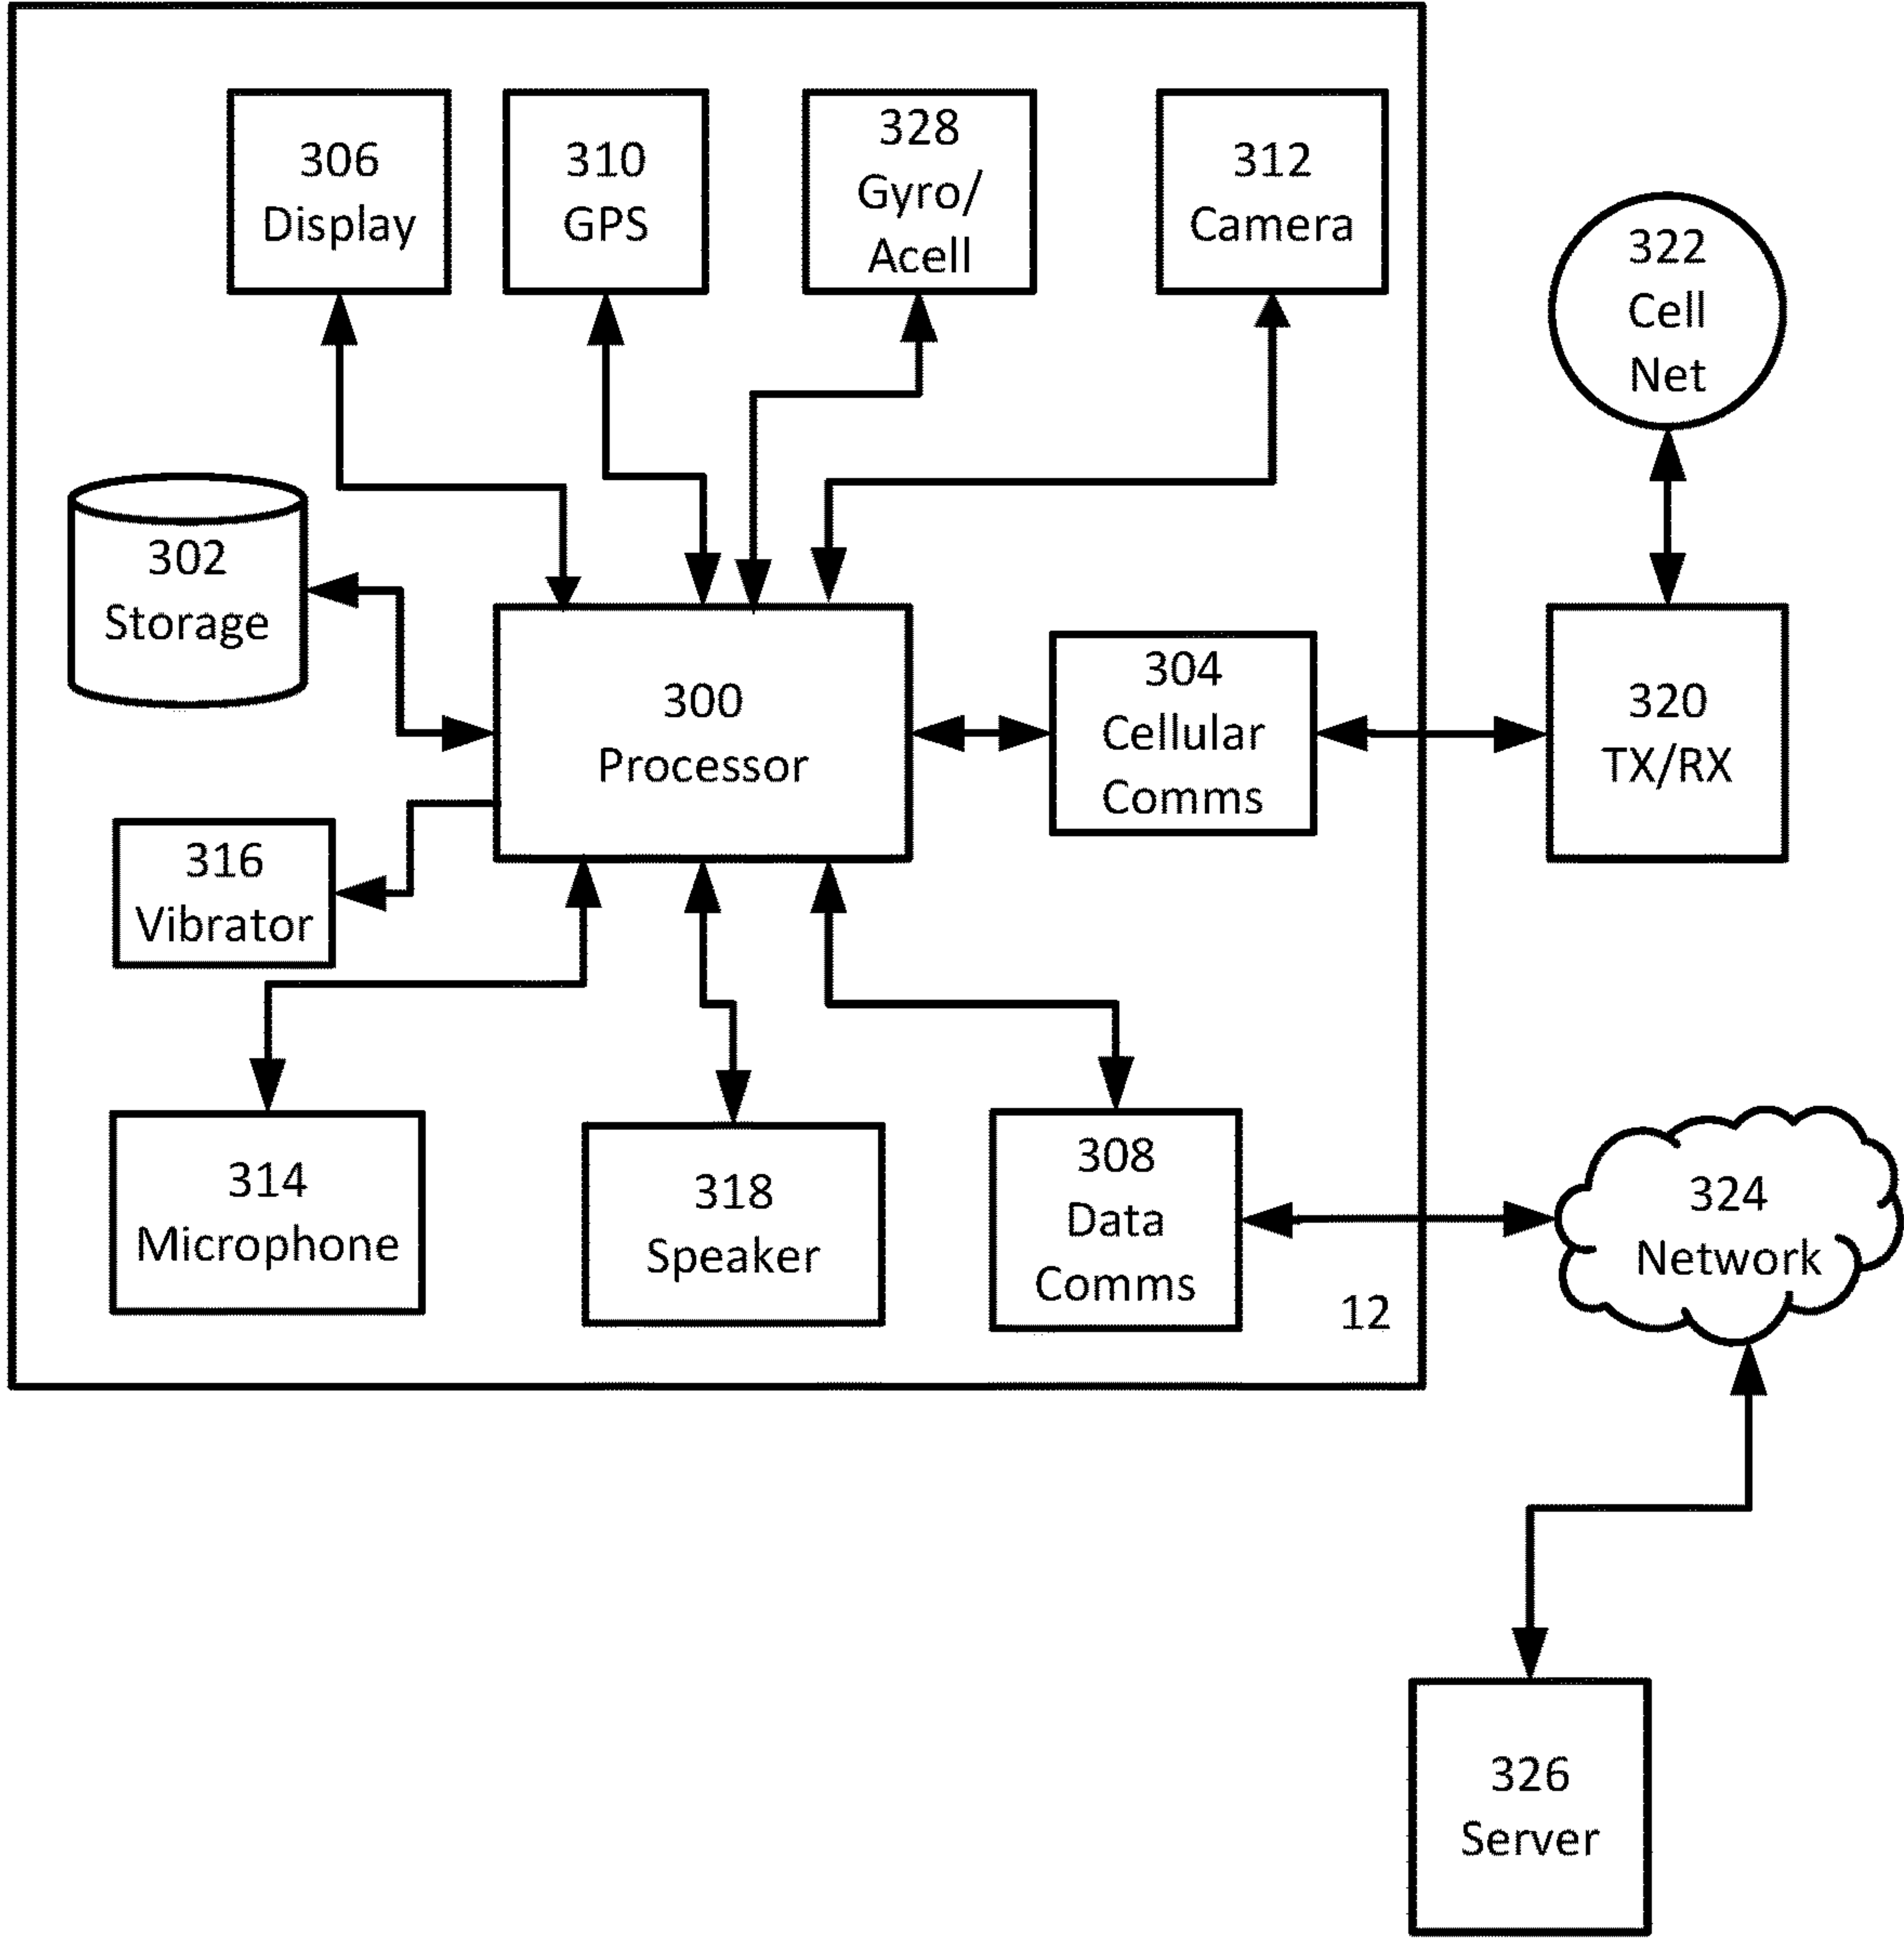 306
Display
310
GPS
328
Gyro/
Acell
312
Camera
322
Cell
Net
302
Storage
300
Processor
304
Cellular
Comms
320
TX/RX
316
Vibrator
314
Microphone
318
Speaker
308
Data
Comms
12
324
Network
326
Server